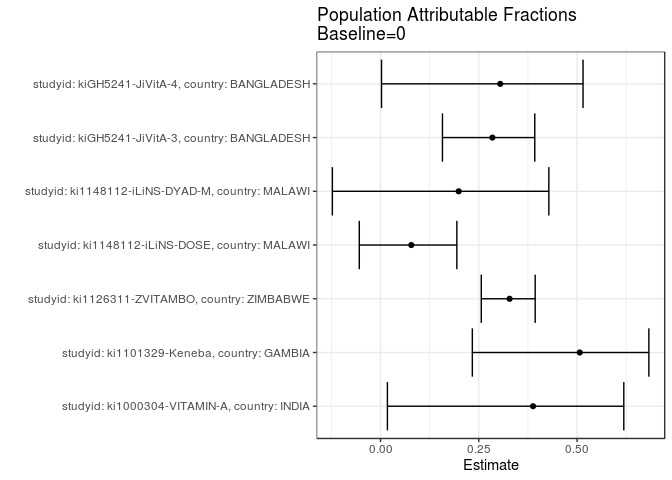 Population Attributable Fractions
Baseline=0
studyid: kiGH5241-JiVitA-4, country: BANGLADESH
studyid: kiGH5241-JiVitA-3, country: BANGLADESH
studyid: ki1148112-iLiNS-DYAD-M, country: MALAWI
studyid: ki1148112-iLiNS-DOSE, country: MALAWI
studyid: ki1126311-ZVITAMBO, country: ZIMBABWE
studyid: ki1101329-Keneba, country: GAMBIA
studyid: ki1000304-VITAMIN-A, country: INDIA
0.00 0.25 0.50
Estimate